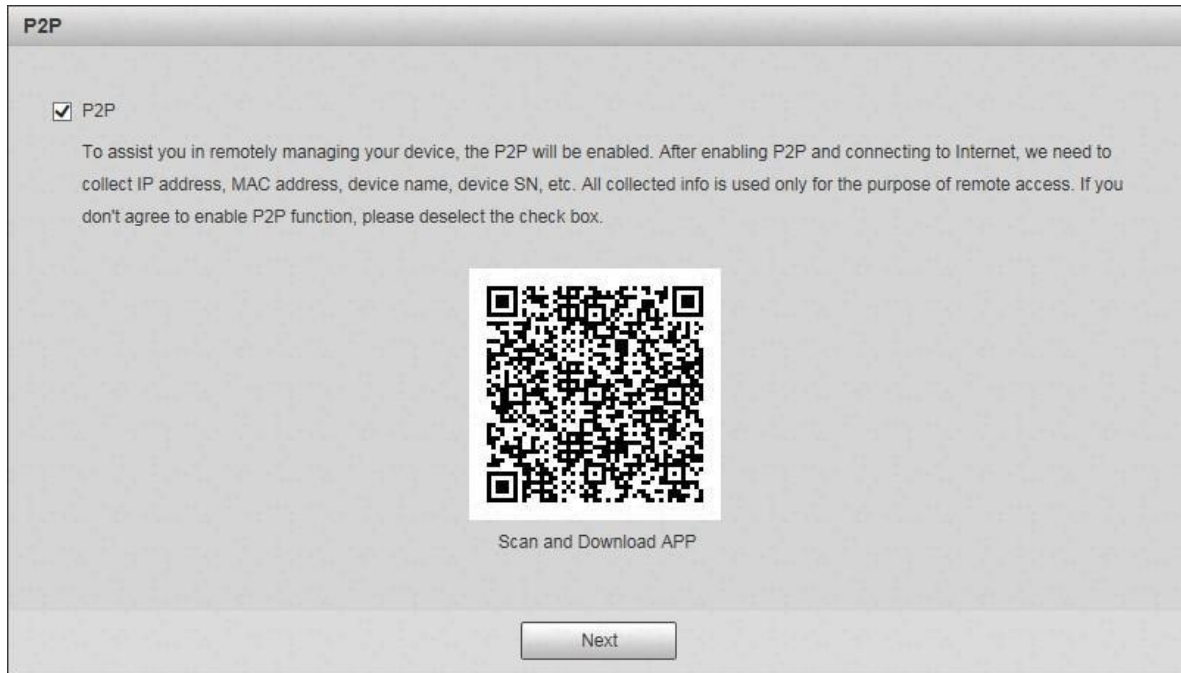 P2P
P2P
To assist you in remotely managing your device, the P2P will be enabled. After enabling P2P and connecting to Internet, we need to
collect IP address, MAC address, device name, device SN, etc. All collected info is used only for the purpose of remote access. If you
don't agree to enable P2P function, please deselect the check box.
Scan and Download APP
Next